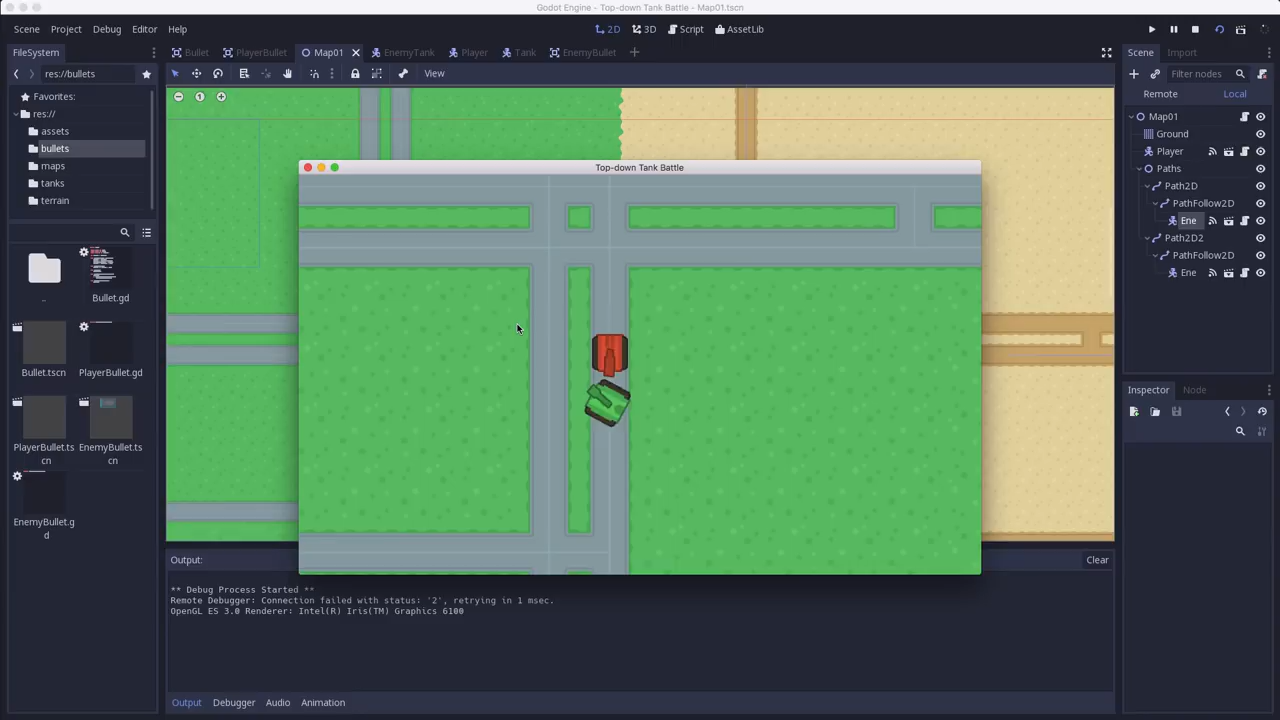 Godot Engine - Top-down Tank Battle - Map01.tscn
Scene Project Debug Editor Help
2D 3D Script AssetLib
FileSystem
Bullet PlayerBullet Map01 EnemyTank Player Tank EnemyBullet
Scene Import
res://bullets
View
Filter nodes
Remote Local
Favorites:
res://
assets
bullets
maps
tanks
terrain
1
Map01
Ground
Player
Paths
Path2D
PathFollow2D
Ene
Path2D2
PathFollow2D
Ene
Top-down Tank Battle
..
Bullet.gd
Bullet.tscn
PlayerBullet.gd
PlayerBullet.ts
cn
EnemyBullet.ts
cn
EnemyBullet.g
d
Inspector Node
Output:
Clear
** Debug Process Started **
Remote Debugger: Connection failed with status: '2', retrying in 1 msec.
OpenGL ES 3.0 Renderer: Intel(R) Iris(TM) Graphics 6100
Output Debugger Audio Animation